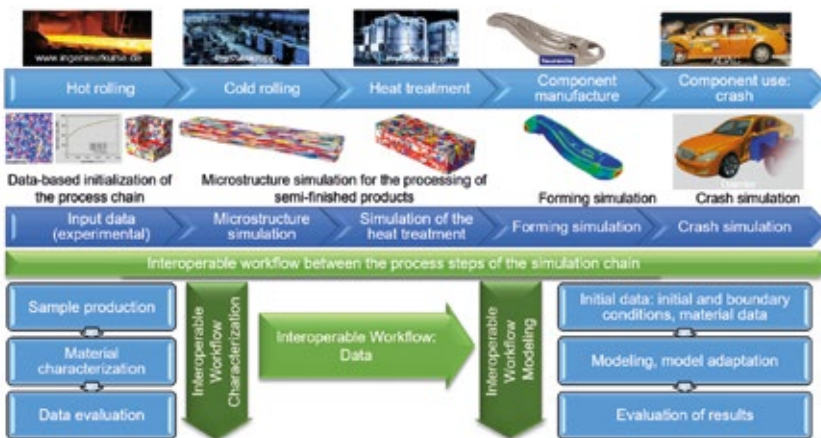 www.ingenieurkurse.de
ADAC
Hot rolling
Cold rolling
Heat treatment
Component
manufacture
Component use:
crash
Data-based initialization of
the process chain
Microstructure simulation for the processing of
semi-finished products
Forming simulation
Crash simulation
Input data
(experimental)
Microstructure
simulation
Simulation of the
heat treatment
Forming simulation
Crash simulation
Interoperable workflow between the process steps of the simulation chain
Sample production
Material
characterization
Data evaluation
Interoperable
Workflow
Characterization
Interoperable Workflow:
Data
Interoperable
Workflow
Modeling
Initial data: initial and boundary
conditions, material data
Modeling, model adaptation
Evaluation of results